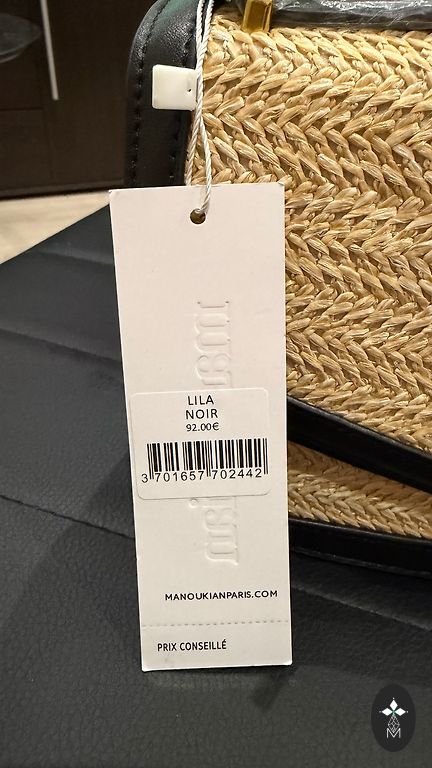 LILA
NOIR
92.00€
3 701657 702442
MANOUKIANPARIS.COM
PRIX CONSEILLÉ
M